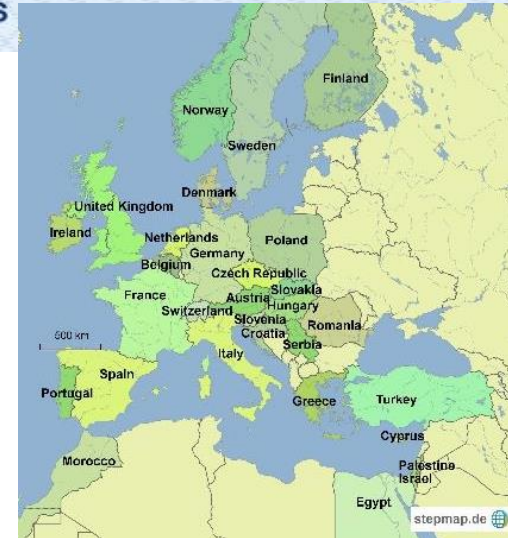 s
Finland
Norway
Sweden
Denmark
United Kingdom
Ireland
Netherlands
Poland
Germany
Belgium
Czech Republic
Slovakia
France
Austria
Hungary
Switzerland
Slovenia
Romania
Croatia
500 km
Serbia
Italy
Spain
Portugal
Greece
Turkey
Cyprus
Morocco
Palestine
Israel
Egypt
stepmap.de